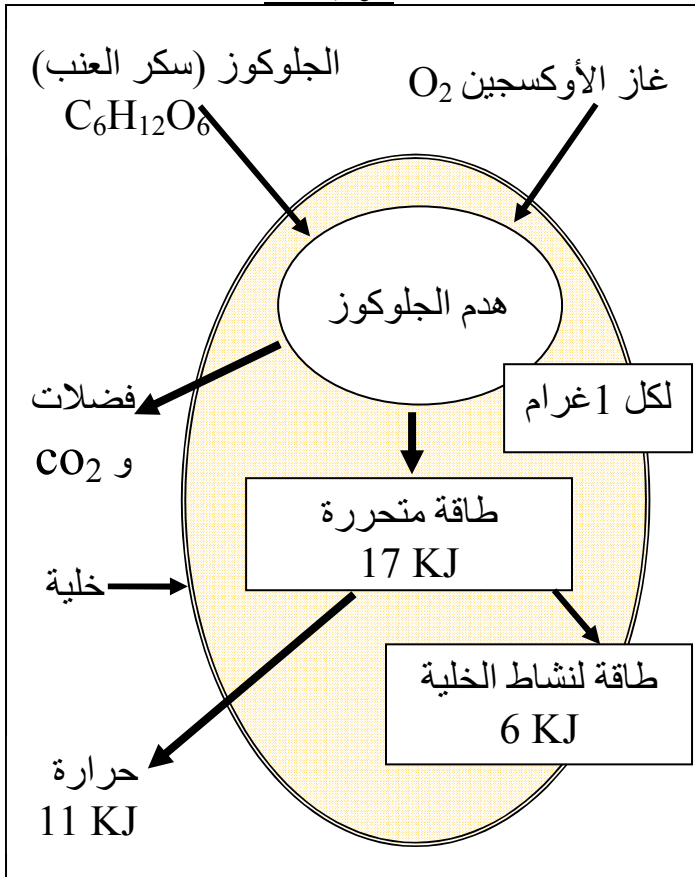 غاز الأوكسجين O₂
الجلوكوز (سكر العنب)
C₆H₁₂O₆
هدم الجلوكوز
لكل 1غرام
فضلات
و co₂
طاقة متحررة
17 KJ
خلية
طاقة لنشاط الخلية
6 KJ
حرارة
11 KJ